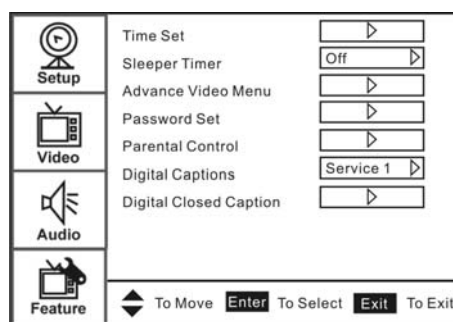 Setup
Video
Audio
Feature
Time Set
Sleeper Timer Off
Advance Video Menu
Password Set
Parental Control
Digital Captions Service 1
Digital Closed Caption
To Move Enter To Select Exit To Exit